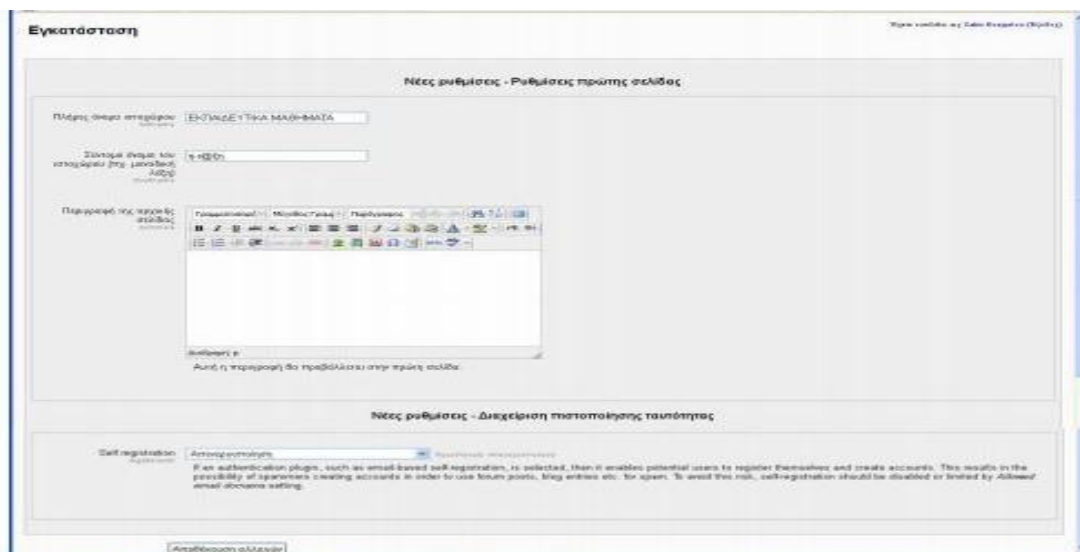 Εγκατάσταση
Νέες ρυθμίσεις - Ρυθμίσεις πρώτης σελίδας
Πλήρες όνομα ιστοχώρου
ΕΚΠΑΙΔΕΥΤΙΚΑ ΜΑΘΗΜΑΤΑ
Σύντομο όνομα του
ιστοχώρου (πχ. μοναδική
λέξη)
Περιγραφή της αρχικής
σελίδας
Παράγραφος
Διαδρομή: p
Αυτή η περιγραφή θα προβάλλεται στην πρώτη σελίδα.
Νέες ρυθμίσεις - Διαχείριση πιστοποίησης ταυτότητας
Self registration
Απενεργοποίηση
If an authentication plugin, such as email-based self-registration, is selected, then it enables potential users to register themselves and create accounts. This results in the
possibility of spammers creating accounts in order to use forum posts, blog entries etc. for spam. To avoid this risk, self-registration should be disabled or limited by Allowed
email domains setting.
Αποθήκευση αλλαγών